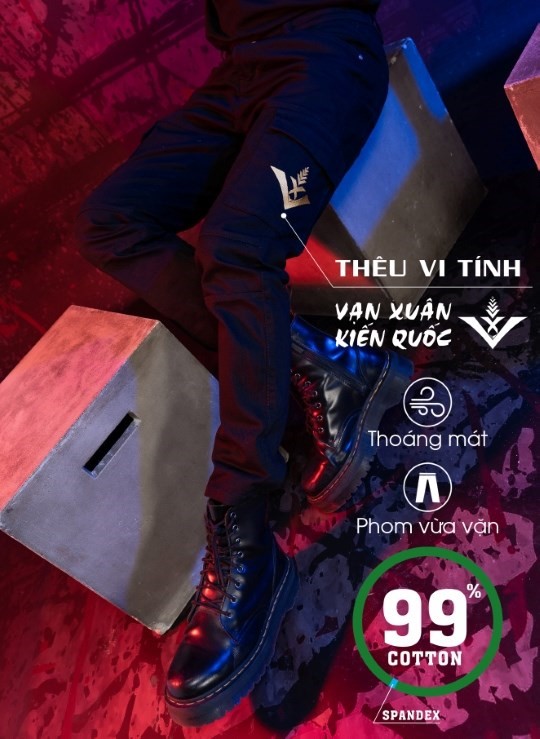 THÊU VI TÍNH
VẠN XUÂN
KIẾN QUỐC
Thoáng mát
Phom vừa vặn
99%
COTTON
SPANDEX